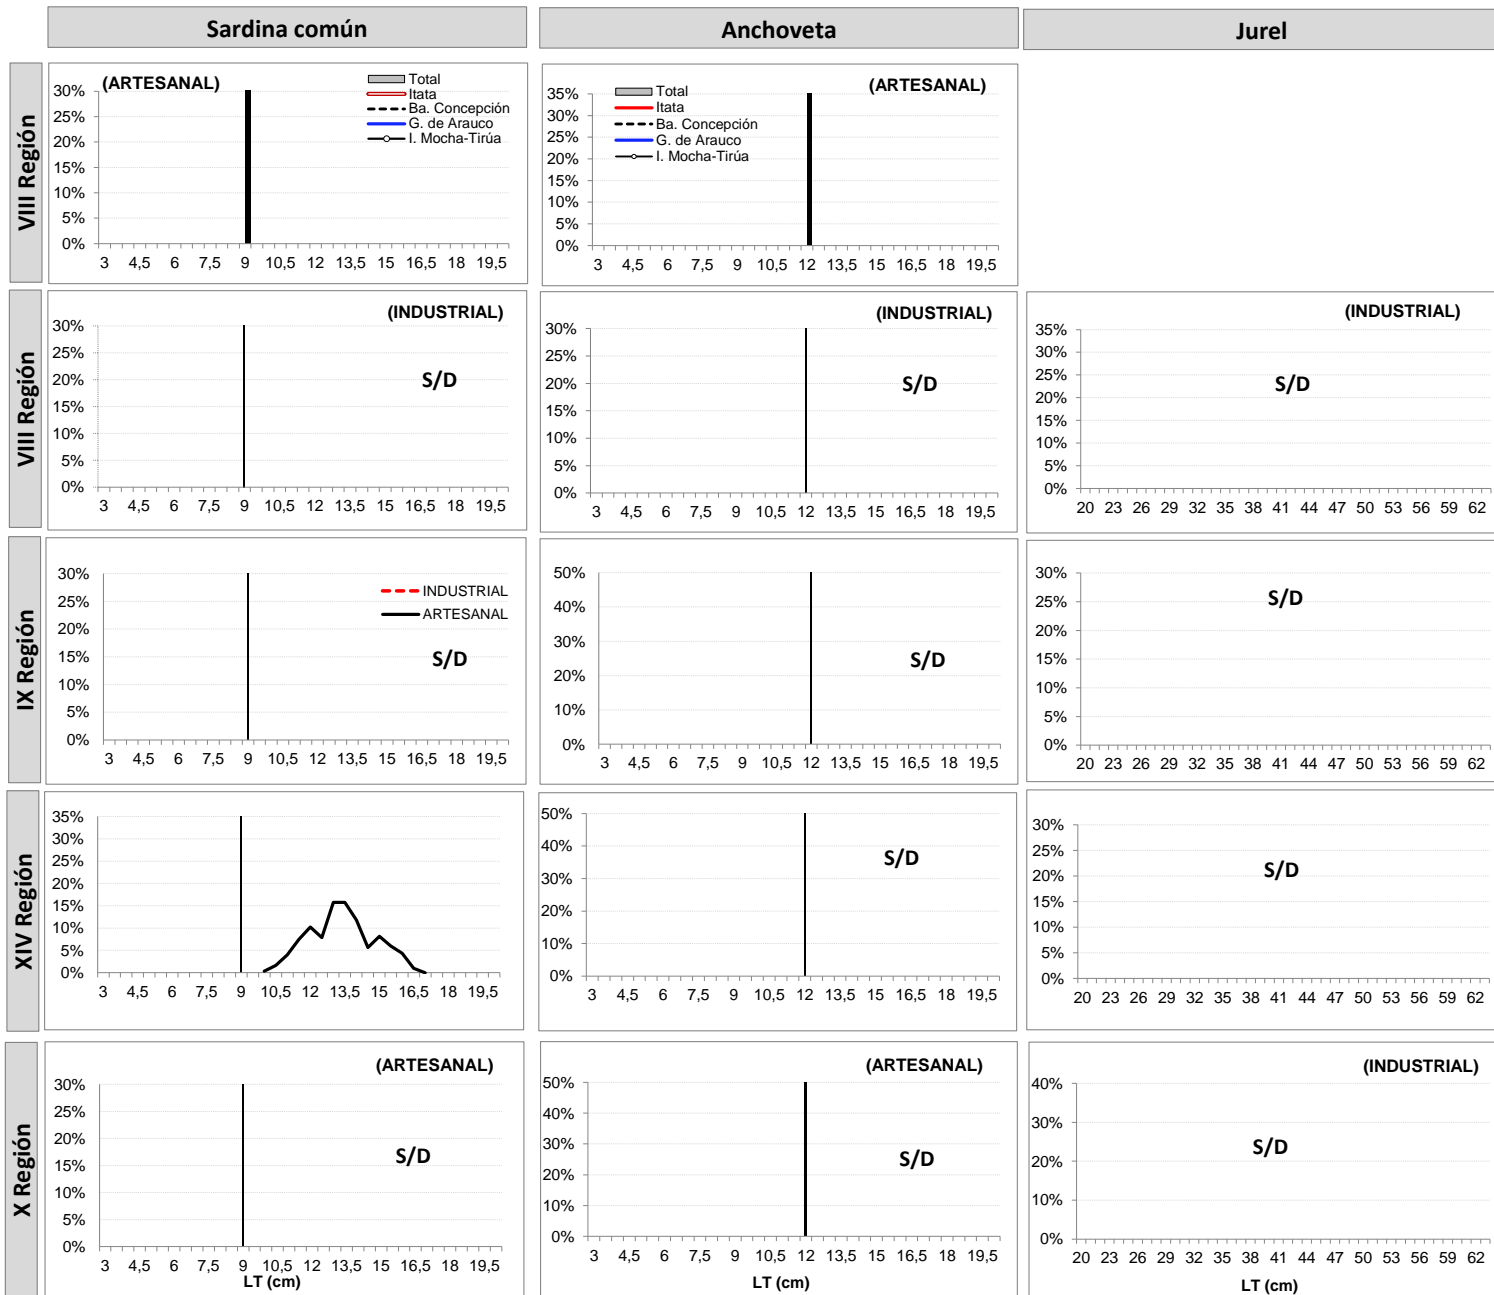 Sardina común
Anchoveta
Jurel
VIII Región
(ARTESANAL)
Total
Itata
Ba. Concepción
G. de Arauco
I. Mocha-Tirúa
30%
25%
20%
15%
10%
5%
0%
3 4,5 6 7,5 9 10,5 12 13,5 15 16,5 18 19,5
(ARTESANAL)
Total
Itata
Ba. Concepción
G. de Arauco
I. Mocha-Tirúa
35%
30%
25%
20%
15%
10%
5%
0%
3 4,5 6 7,5 9 10,5 12 13,5 15 16,5 18 19,5
VIII Región
(INDUSTRIAL)
30%
25%
20%
15%
10%
5%
0%
S/D
3 4,5 6 7,5 9 10,5 12 13,5 15 16,5 18 19,5
(INDUSTRIAL)
30%
25%
20%
15%
10%
5%
0%
S/D
3 4,5 6 7,5 9 10,5 12 13,5 15 16,5 18 19,5
(INDUSTRIAL)
35%
30%
25%
20%
15%
10%
5%
0%
S/D
20 23 26 29 32 35 38 41 44 47 50 53 56 59 62
IX Región
30%
25%
20%
15%
10%
5%
0%
INDUSTRIAL
ARTESANAL
S/D
3 4,5 6 7,5 9 10,5 12 13,5 15 16,5 18 19,5
50%
40%
30%
20%
10%
0%
S/D
3 4,5 6 7,5 9 10,5 12 13,5 15 16,5 18 19,5
30%
25%
20%
15%
10%
5%
0%
S/D
20 23 26 29 32 35 38 41 44 47 50 53 56 59 62
XIV Región
35%
30%
25%
20%
15%
10%
5%
0%
3 4,5 6 7,5 9 10,5 12 13,5 15 16,5 18 19,5
50%
40%
30%
20%
10%
0%
S/D
3 4,5 6 7,5 9 10,5 12 13,5 15 16,5 18 19,5
30%
25%
20%
15%
10%
5%
0%
S/D
20 23 26 29 32 35 38 41 44 47 50 53 56 59 62
X Región
(ARTESANAL)
30%
25%
20%
15%
10%
5%
0%
S/D
3 4,5 6 7,5 9 10,5 12 13,5 15 16,5 18 19,5
LT (cm)
(ARTESANAL)
50%
40%
30%
20%
10%
0%
S/D
3 4,5 6 7,5 9 10,5 12 13,5 15 16,5 18 19,5
(INDUSTRIAL)
40%
30%
20%
10%
0%
S/D
20 23 26 29 32 35 38 41 44 47 50 53 56 59 62
LT (cm)